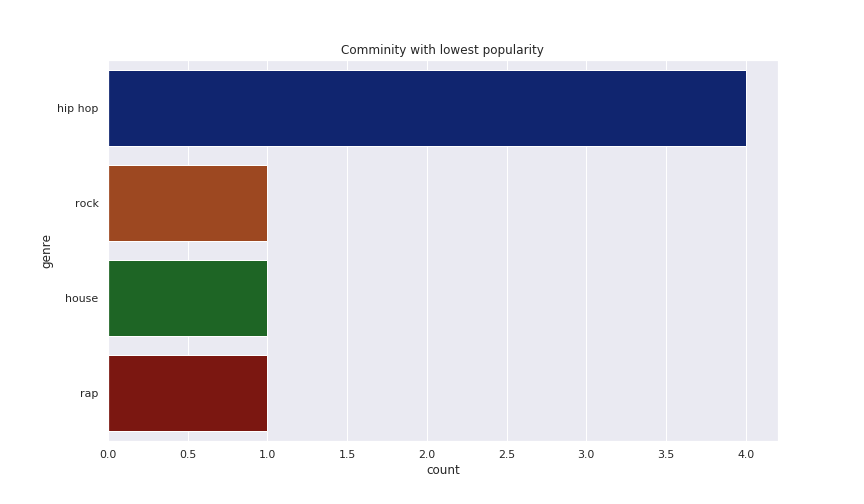 Comminity with lowest popularity
hip hop
rock
house
rap
genre
0.0 0.5 1.0 1.5 2.0 2.5 3.0 3.5 4.0
count